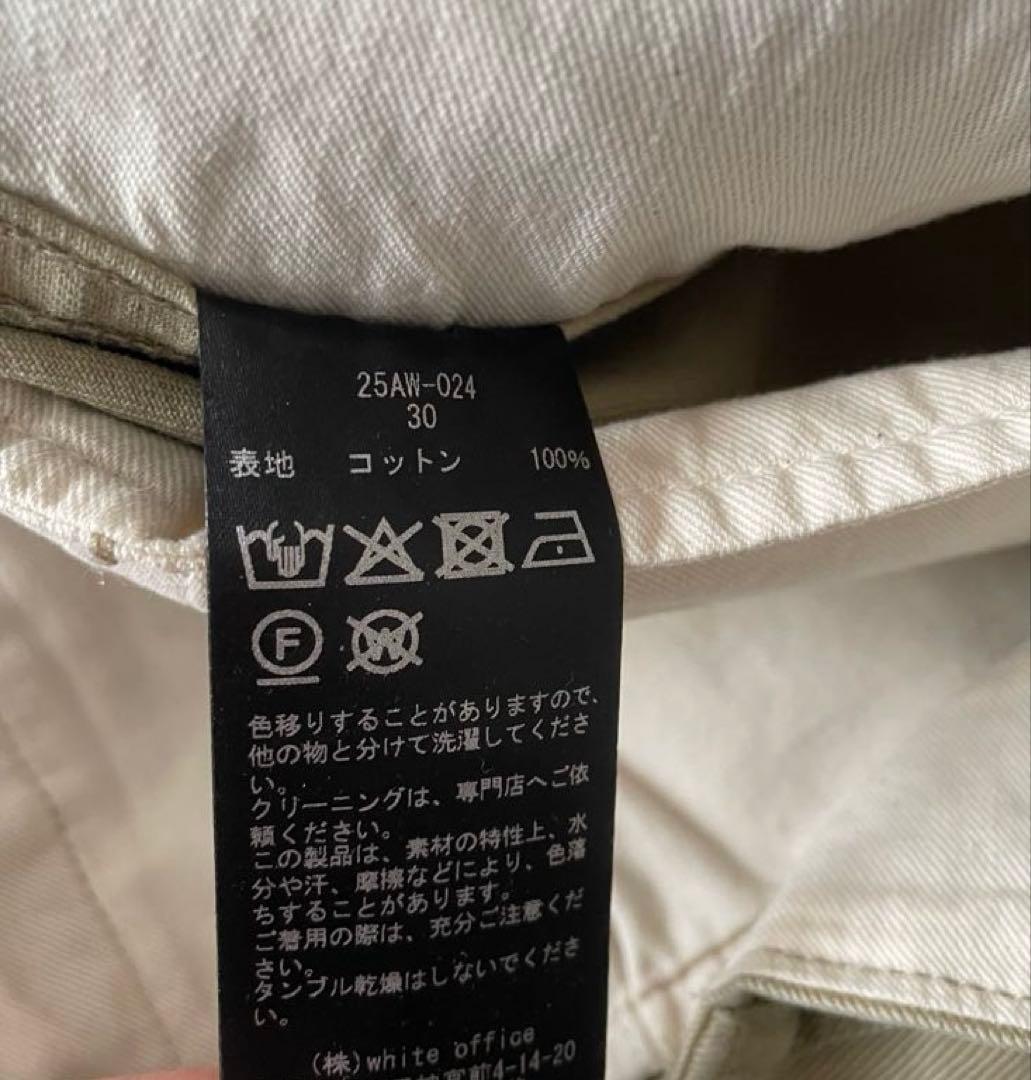 25AW-024
30
表地 コットン 100%
F
W
色移りすることがありますので、
他の物と分けて洗濯してくださ
い。
クリーニングは、専門店へご依
頼ください。
この製品は、素材の特性上、水
分や汗、摩擦などにより、色落
ちすることがあります。
ご着用の際は、充分ご注意くだ
さい。
タンブル乾燥はしないでくださ
い。
(株)white office
神宮前4-14-20